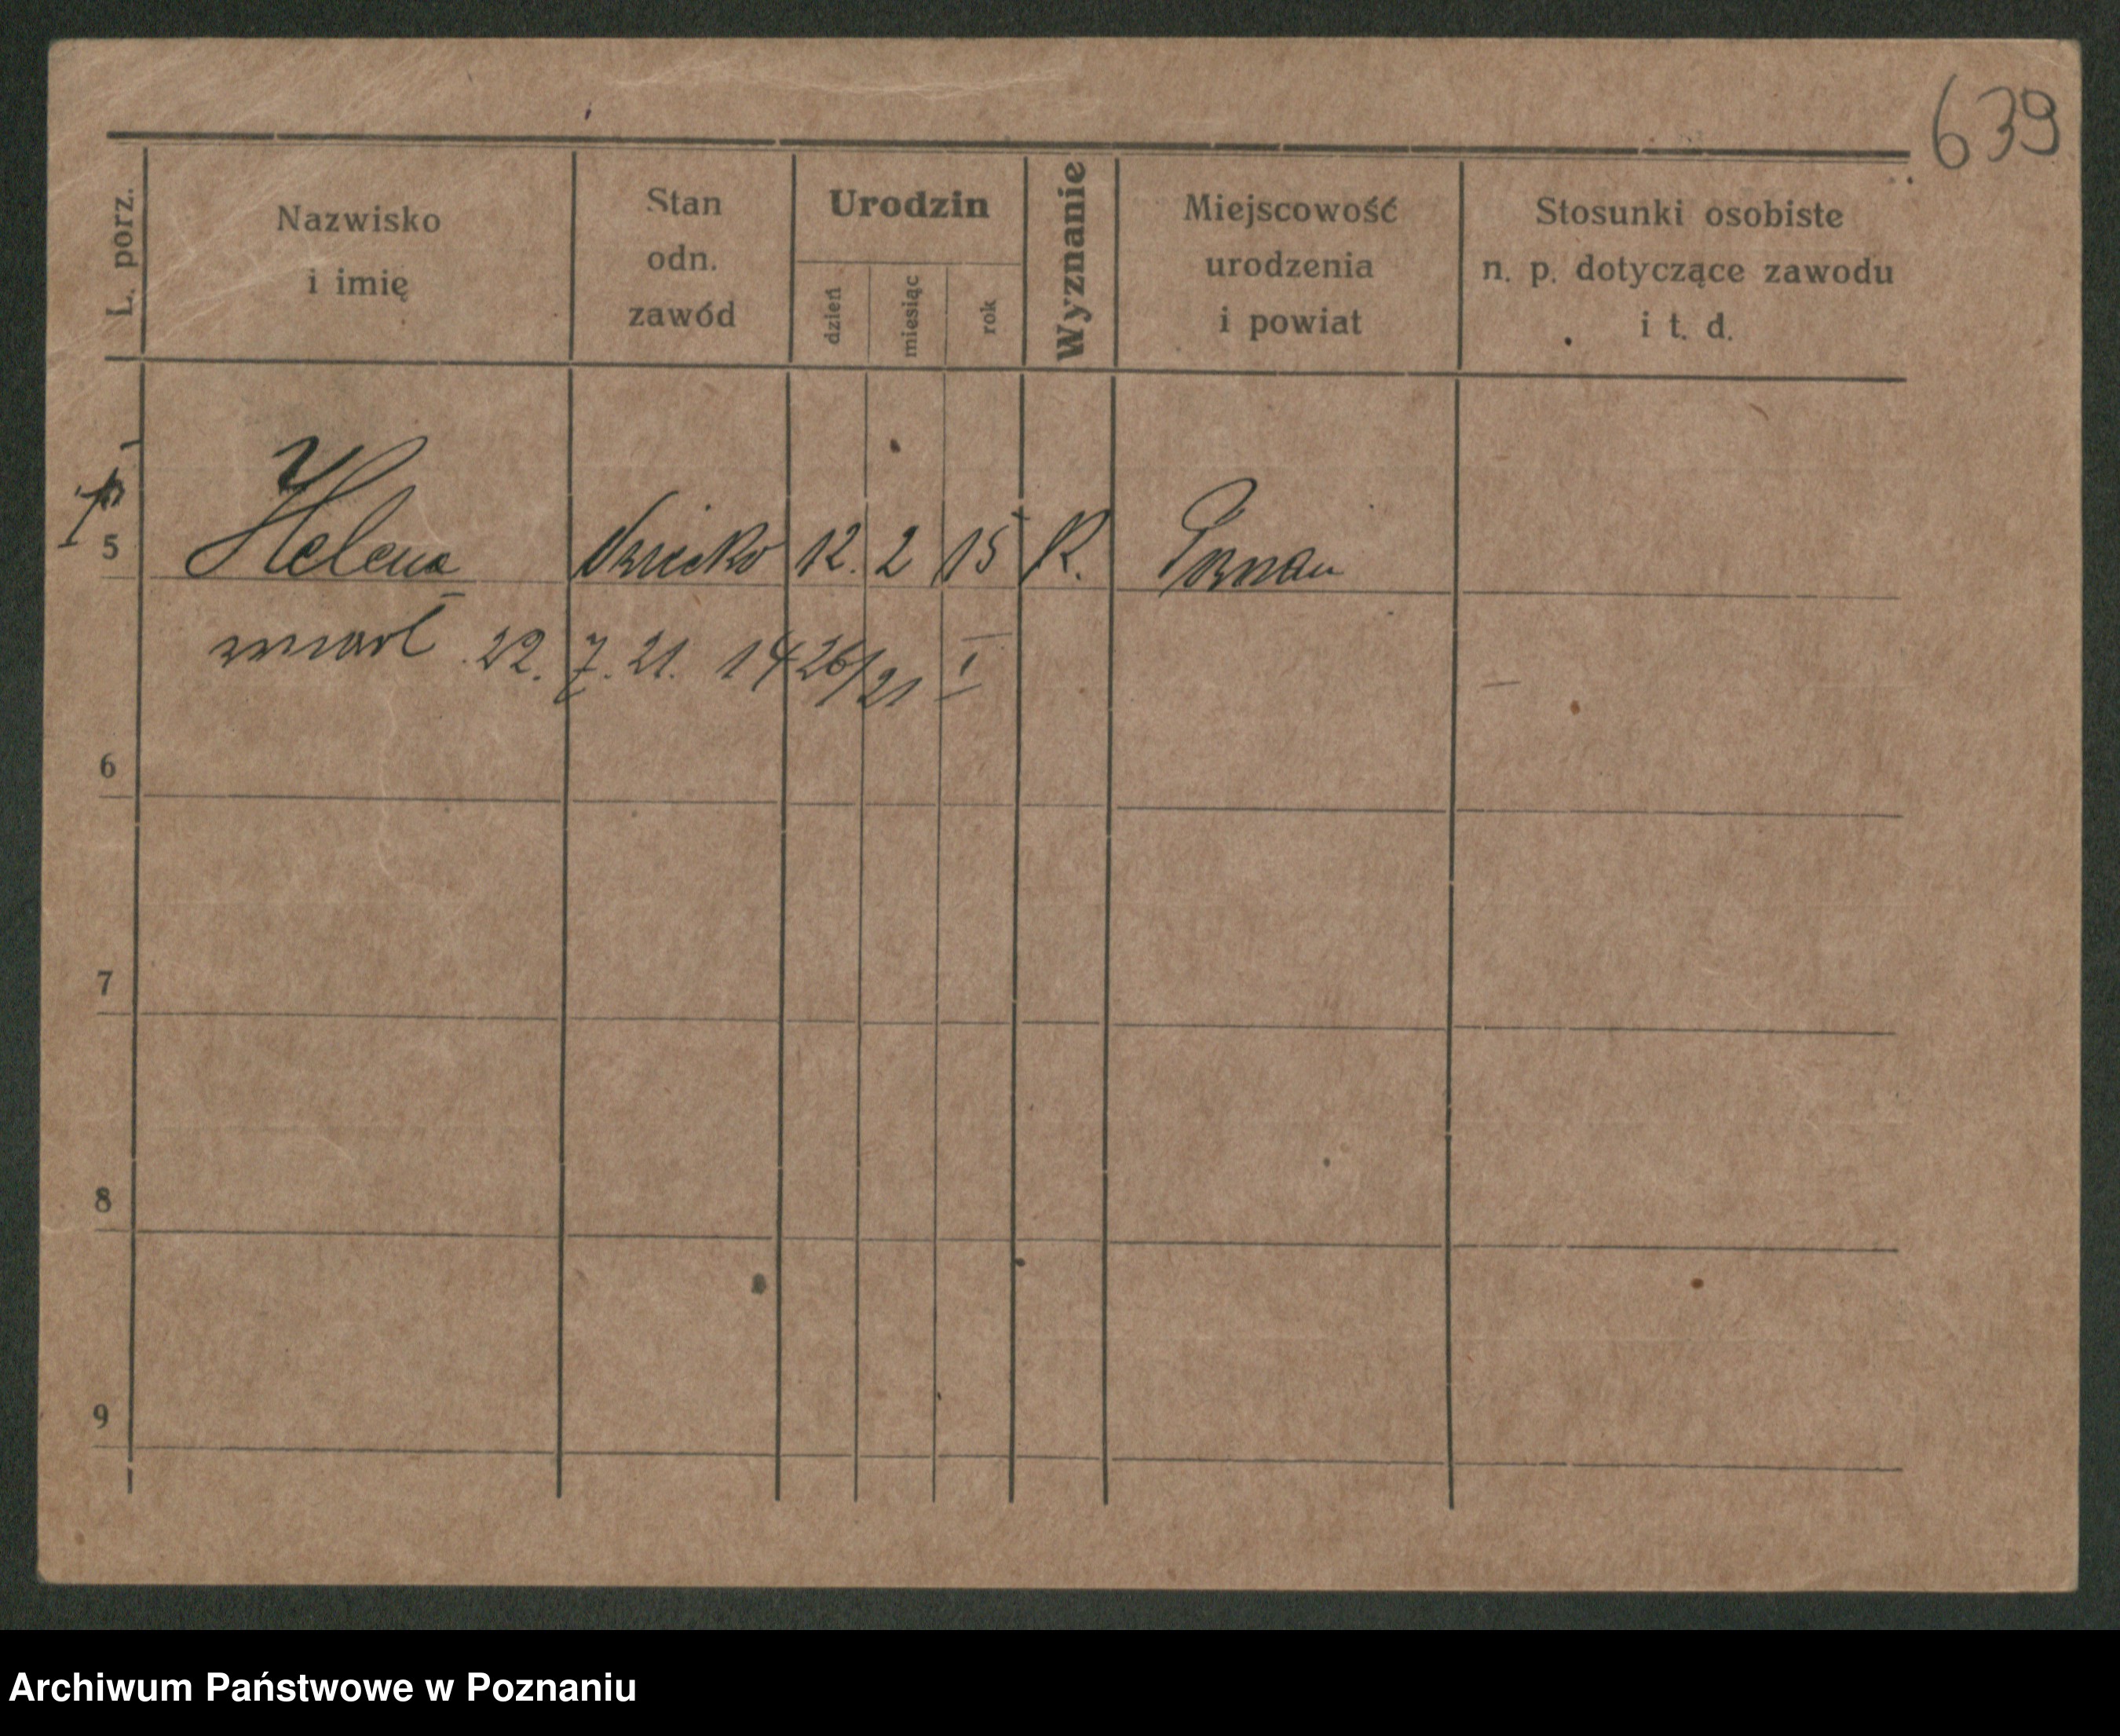 639
L. porz.
Nazwisko
i imię
Stan
odn.
zawód
Urodzin
dzień
miesiąc
rok
Wyznanie
Miejscowość
urodzenia
i powiat
Stosunki osobiste
n. p. dotyczące zawodu
i t. d.
5 Helena dziecko 12. 2 15 K. Poznań
zmarł 22. 7. 21. 1426/21 I
6
7
8
9
Archiwum Państwowe w Poznaniu